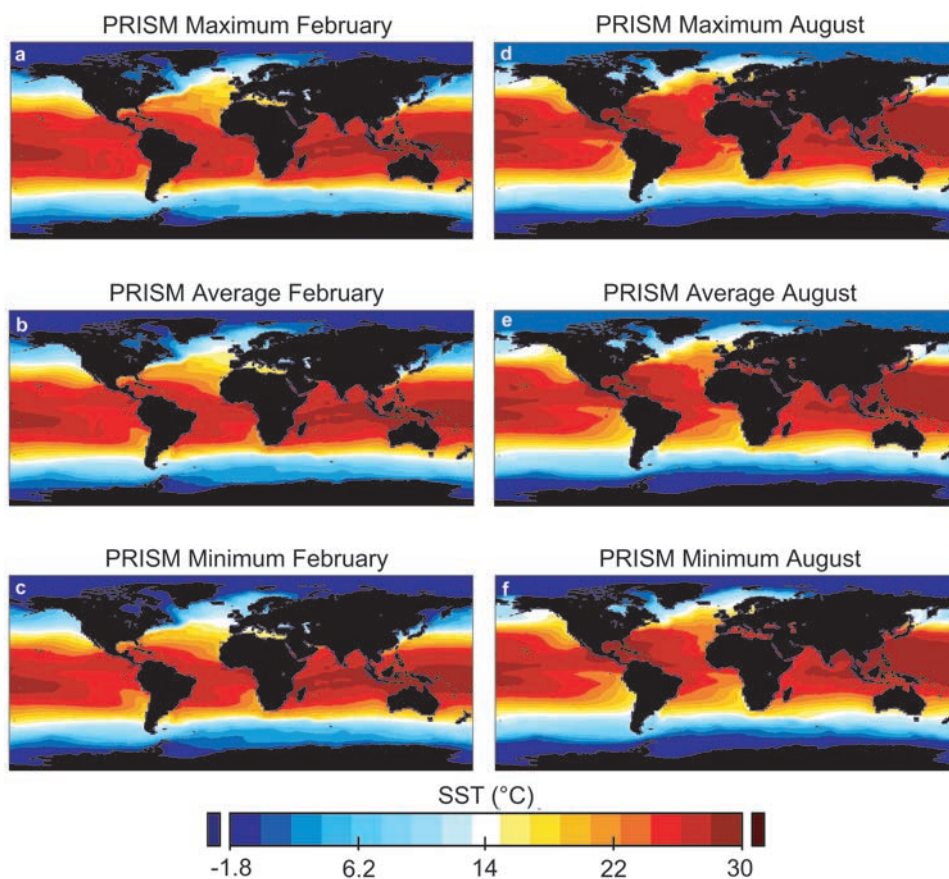 PRISM Maximum February
PRISM Maximum August
a
d
PRISM Average February
PRISM Average August
b
e
PRISM Minimum February
PRISM Minimum August
c
f
SST (°C)
-1.8 6.2 14 22 30